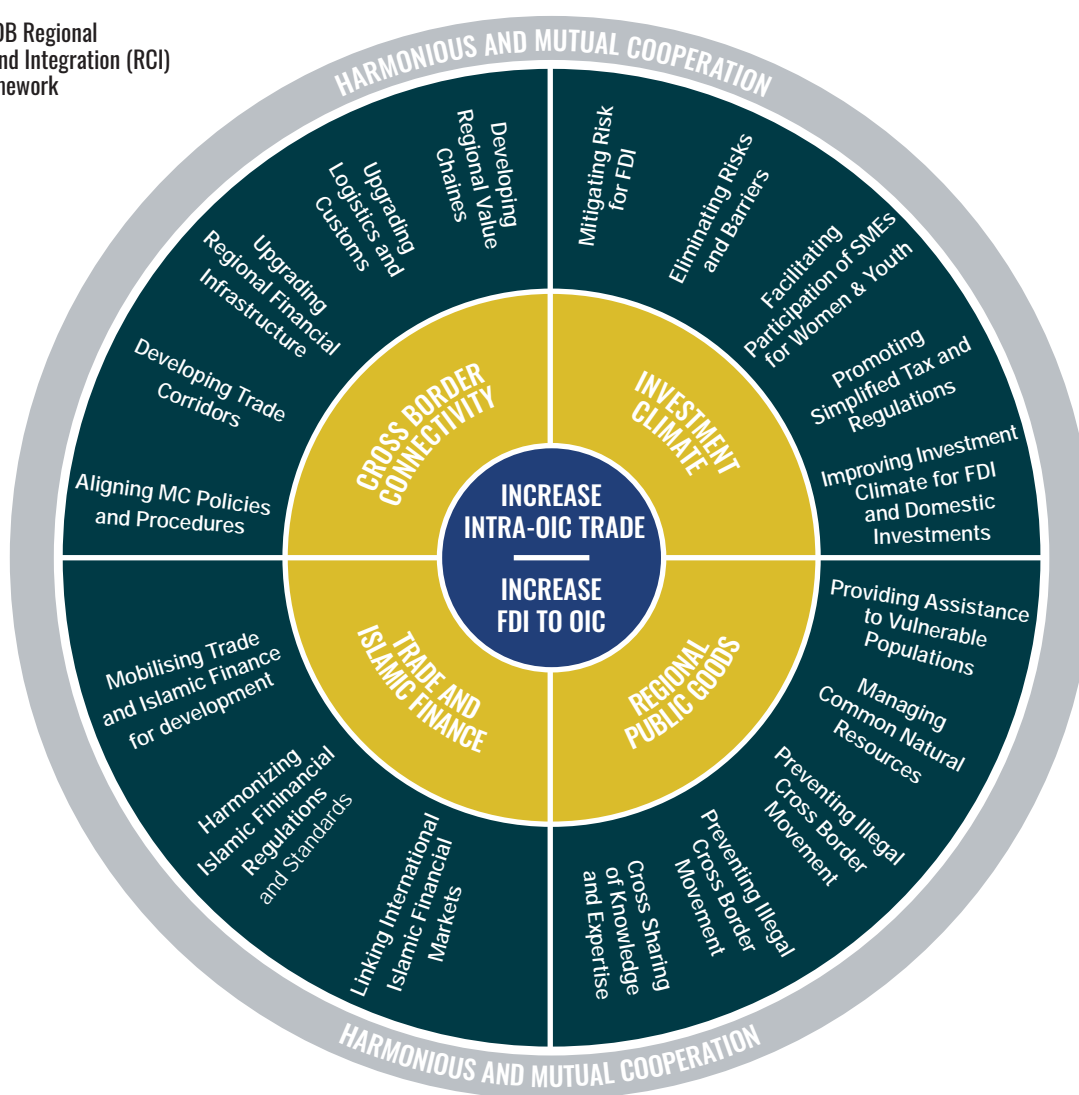 DB Regional
nd Integration (RCI)
nework
HARMONIOUS AND MUTUAL COOPERATION
Developing
Regional Value
Chaines
Upgrading
Logistics and
Customs
Upgrading
Regional Financial
Infrastructure
Developing Trade
Corridors
Aligning MC Policies
and Procedures
CROSS BORDER
CONNECTIVITY
Mitigating Risk
for FDI
Eliminating Risks
and Barriers
Facilitating
Participation of SMEs
for Women & Youth
Promoting
Simplified Tax and
Regulations
Improving Investment
Climate for FDI
and Domestic
Investments
INVESTMENT
CLIMATE
INCREASE
INTRA-OIC TRADE
INCREASE
FDI TO OIC
TRADE AND
ISLAMIC FINANCE
Mobilising Trade
and Islamic Finance
for development
Harmonizing
Islamic Fininancial
Regulations
and Standards
Linking International
Islamic Financial
Markets
REGIONAL
PUBLIC GOODS
Providing Assistance
to Vulnerable
Populations
Managing
Common Natural
Resources
Preventing Illegal
Cross Border
Movement
Preventing Illegal
Cross Border
Movement
Cross Sharing
of Knowledge
and Expertise
HARMONIOUS AND MUTUAL COOPERATION